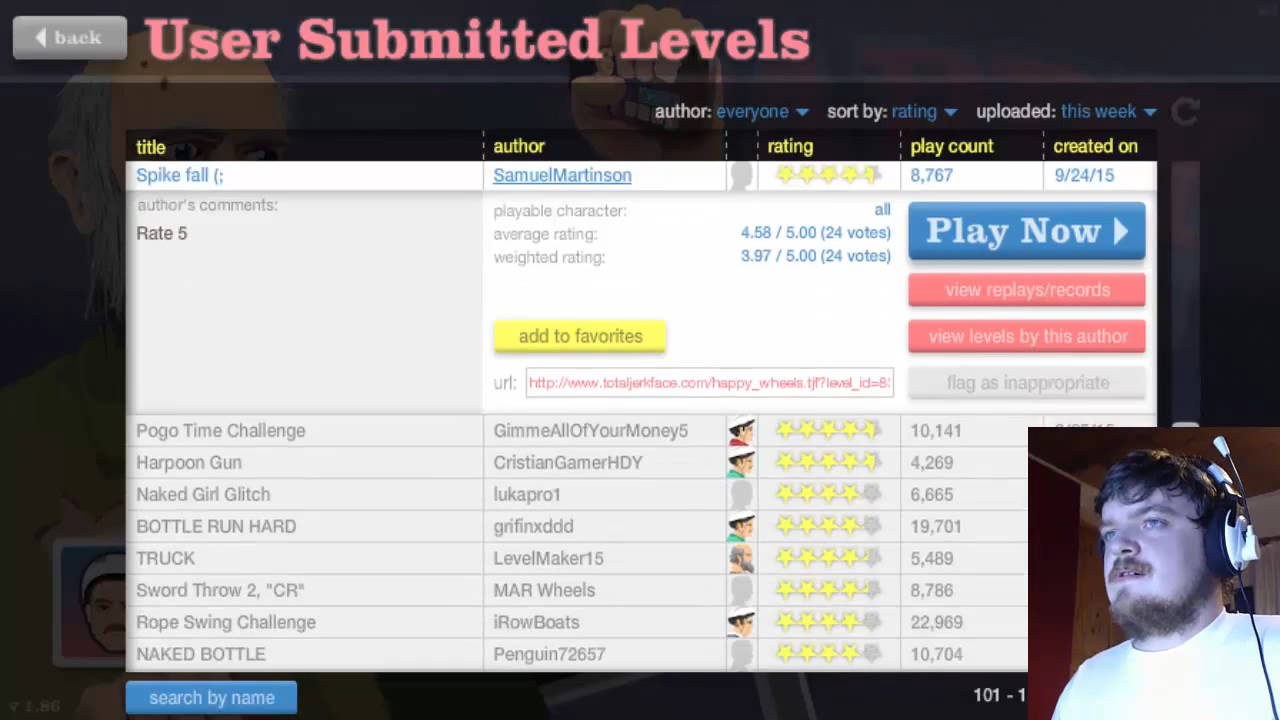 back
User Submitted Levels
author: everyone sort by: rating uploaded: this week
title author rating play count created on
Spike fall (; SamuelMartinson 8,767 9/24/15
author's comments:
Rate 5
playable character: all
average rating: 4.58 / 5.00 (24 votes)
weighted rating: 3.97 / 5.00 (24 votes)
Play Now
view replays/records
add to favorites
view levels by this author
url: http://www.totaljerkface.com/happy_wheels.tjf?level_id=8
flag as inappropriate
Pogo Time Challenge GimmeAllOfYourMoney5 10,141
Harpoon Gun CristianGamerHDY 4,269
Naked Girl Glitch lukapro1 6,665
BOTTLE RUN HARD grifinxddd 19,701
TRUCK LevelMaker15 5,489
Sword Throw 2, "CR" MAR Wheels 8,786
Rope Swing Challenge iRowBoats 22,969
NAKED BOTTLE Penguin72657 10,704
search by name
101 - 1
v 1.86